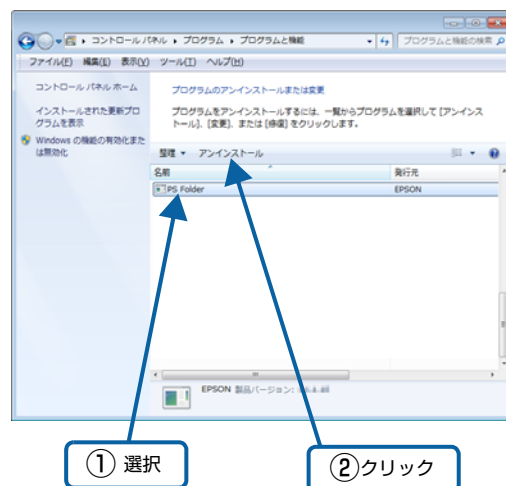 コントロール パネル ▸ プログラム ▸ プログラムと機能
プログラムと機能の検索
ファイル(F) 編集(E) 表示(V) ツール(T) ヘルプ(H)
コントロール パネル ホーム
インストールされた更新プロ
グラムを表示
Windows の機能の有効化また
は無効化
プログラムのアンインストールまたは変更
プログラムをアンインストールするには、一覧からプログラムを選択して [アンインス
トール]、[変更]、または [修復] をクリックします。
整理 ▾ アンインストール
名前 発行元
PS Folder EPSON
EPSON 製品バージョン:
① 選択
②クリック